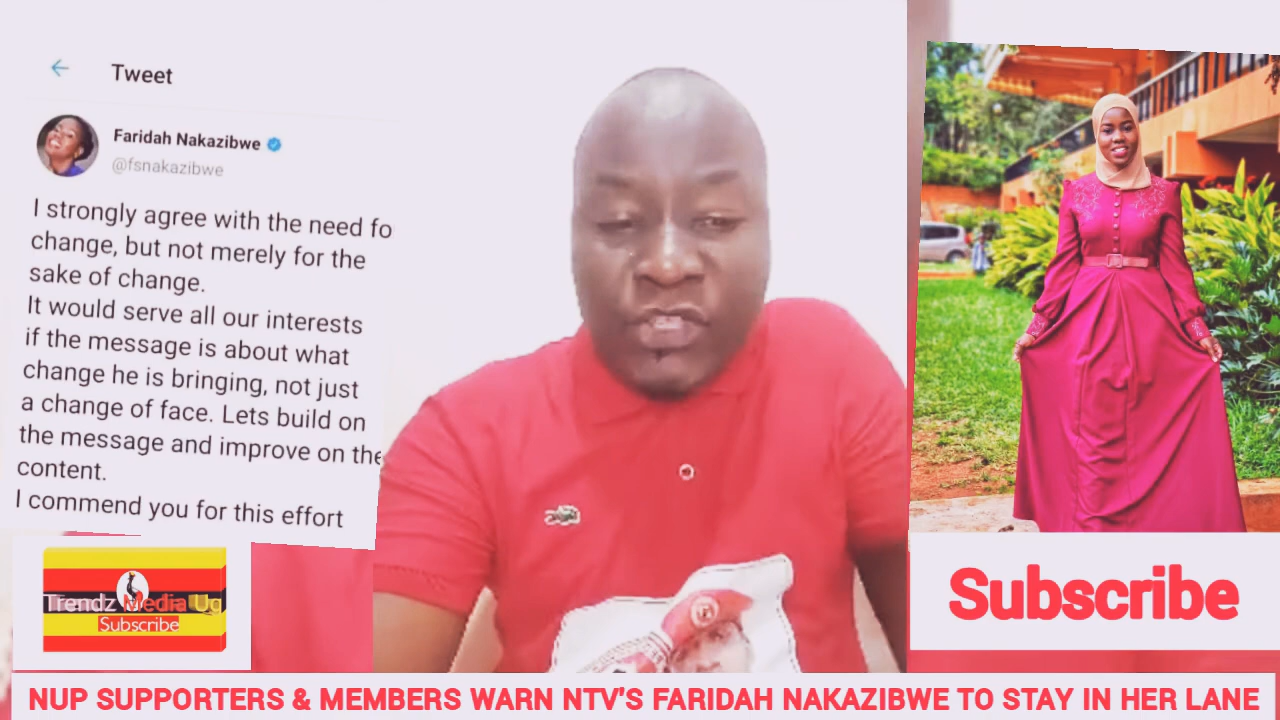 Tweet
Faridah Nakazibwe
@fsnakazibwe
I strongly agree with the need fo
change, but not merely for the
sake of change.
It would serve all our interests
if the message is about what
change he is bringing, not just
a change of face. Lets build on
the message and improve on the
content.
I commend you for this effort
Trendz Media Ug
Subscribe
Subscribe
NUP SUPPORTERS & MEMBERS WARN NTV'S FARIDAH NAKAZIBWE TO STAY IN HER LANE